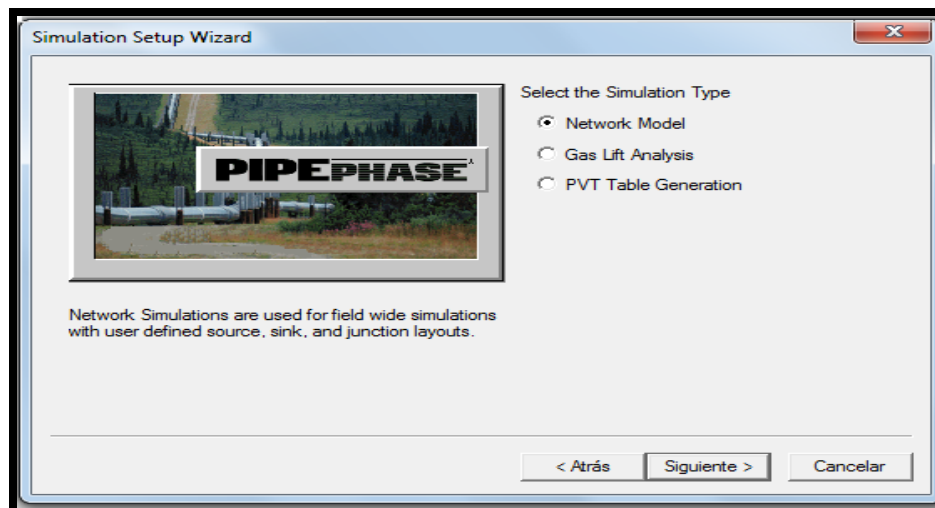 Simulation Setup Wizard
PIPEPHASE
Select the Simulation Type
Network Model
Gas Lift Analysis
PVT Table Generation
Network Simulations are used for field wide simulations
with user defined source, sink, and junction layouts.
< Atrás
Siguiente >
Cancelar